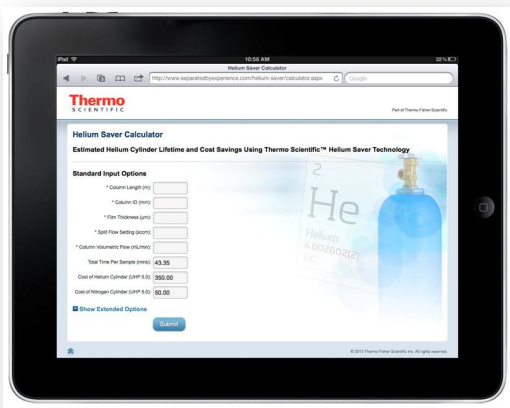 iPad
10:58 AM
32%
Helium Saver Calculator
http://www.separatedbyexperience.com/helium-saver/calculator.aspx
Google
Thermo
SCIENTIFIC
Part of Thermo Fisher Scientific
Helium Saver Calculator
Estimated Helium Cylinder Lifetime and Cost Savings Using Thermo Scientific™ Helium Saver Technology
Standard Input Options
* Column Length (m):
* Column ID (mm):
* Film Thickness (µm):
* Split Flow Setting (sccm):
* Column Volumetric Flow (mL/min):
Total Time Per Sample (mins): 43.35
Cost of Helium Cylinder (UHP 5.0): 350.00
Cost of Nitrogen Cylinder (UHP 5.0): 50.00
Show Extended Options
Submit
2
He
Helium
4.002602(2)
© 2013 Thermo Fisher Scientific Inc. All rights reserved.